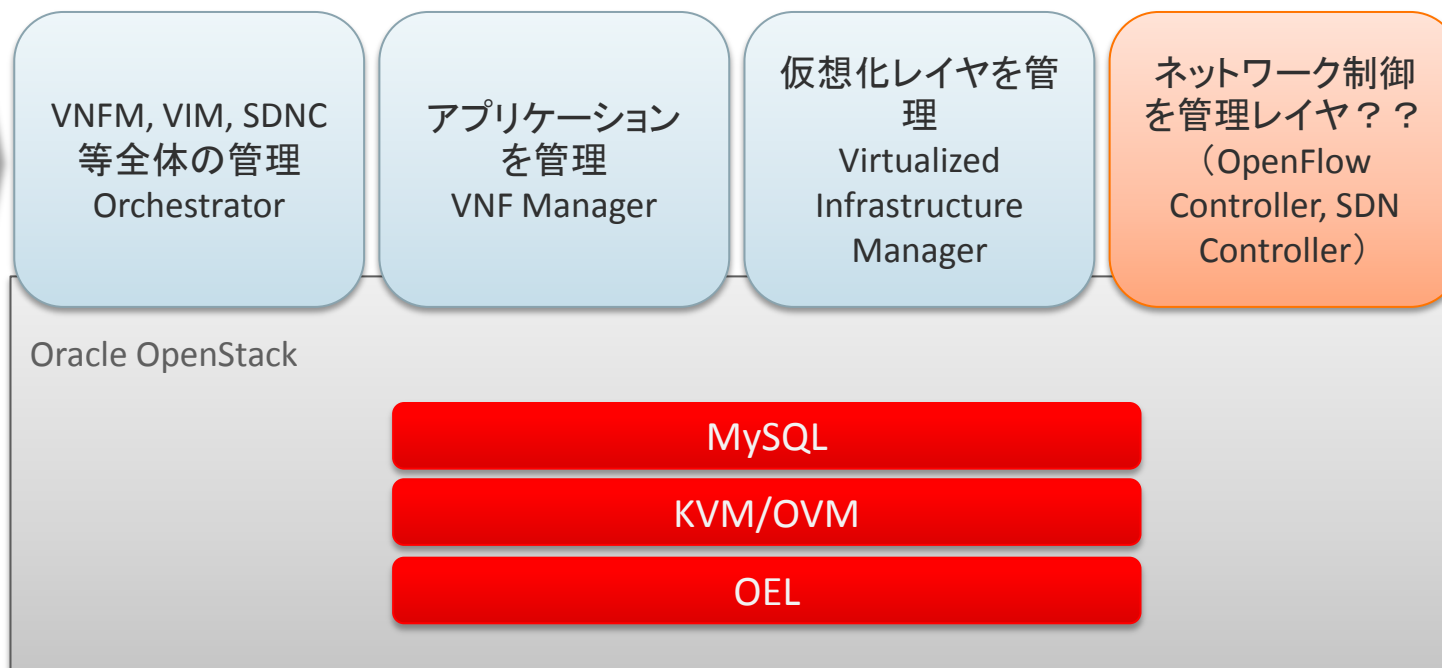 VNFM, VIM, SDNC
等全体の管理
Orchestrator
アプリケーション
を管理
VNF Manager
仮想化レイヤを管
理
Virtualized
Infrastructure
Manager
ネットワーク制御
を管理レイヤ？？
（OpenFlow
Controller, SDN
Controller）
Oracle OpenStack
MySQL
KVM/OVM
OEL